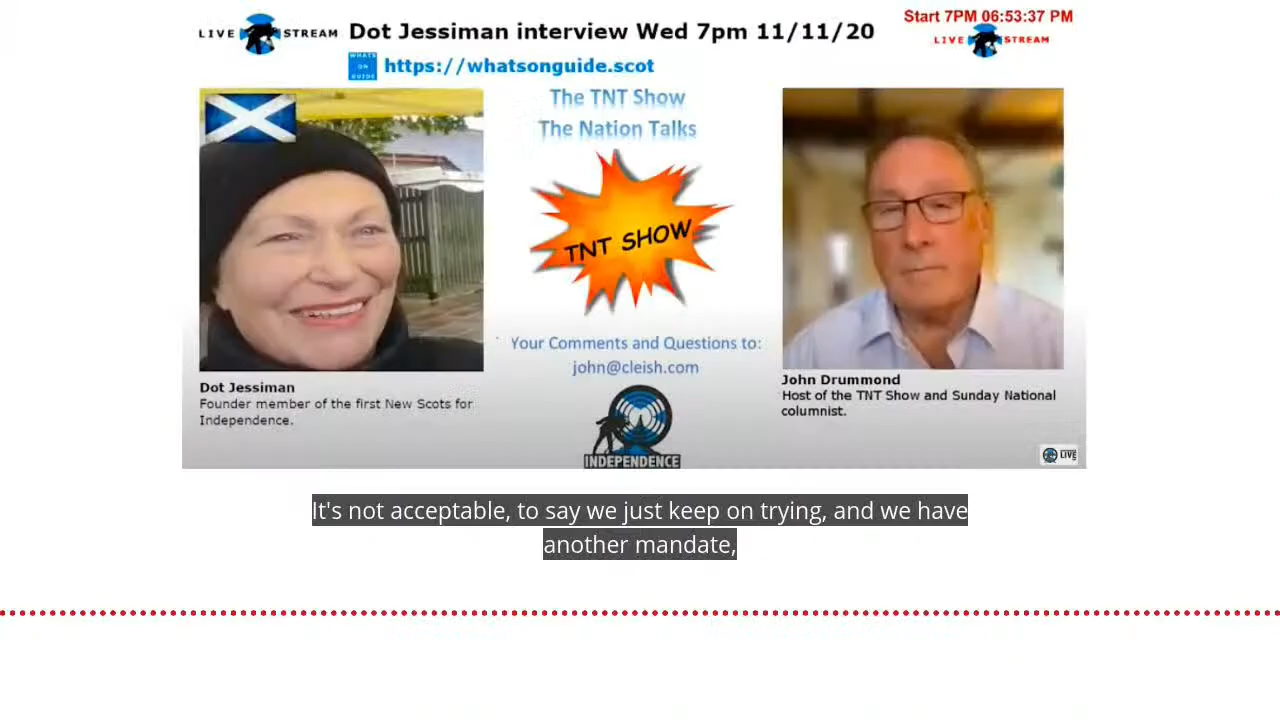 LIVE STREAM
Dot Jessiman interview Wed 7pm 11/11/20
Start 7PM 06:53:37 PM
LIVE STREAM
WHATS
ON
GUIDE
https://whatsonguide.scot
The TNT Show
The Nation Talks
TNT SHOW
Your Comments and Questions to:
john@cleish.com
Dot Jessiman
Founder member of the first New Scots for
Independence.
John Drummond
Host of the TNT Show and Sunday National
columnist.
INDEPENDENCE
LIVE
It's not acceptable, to say we just keep on trying, and we have
another mandate,